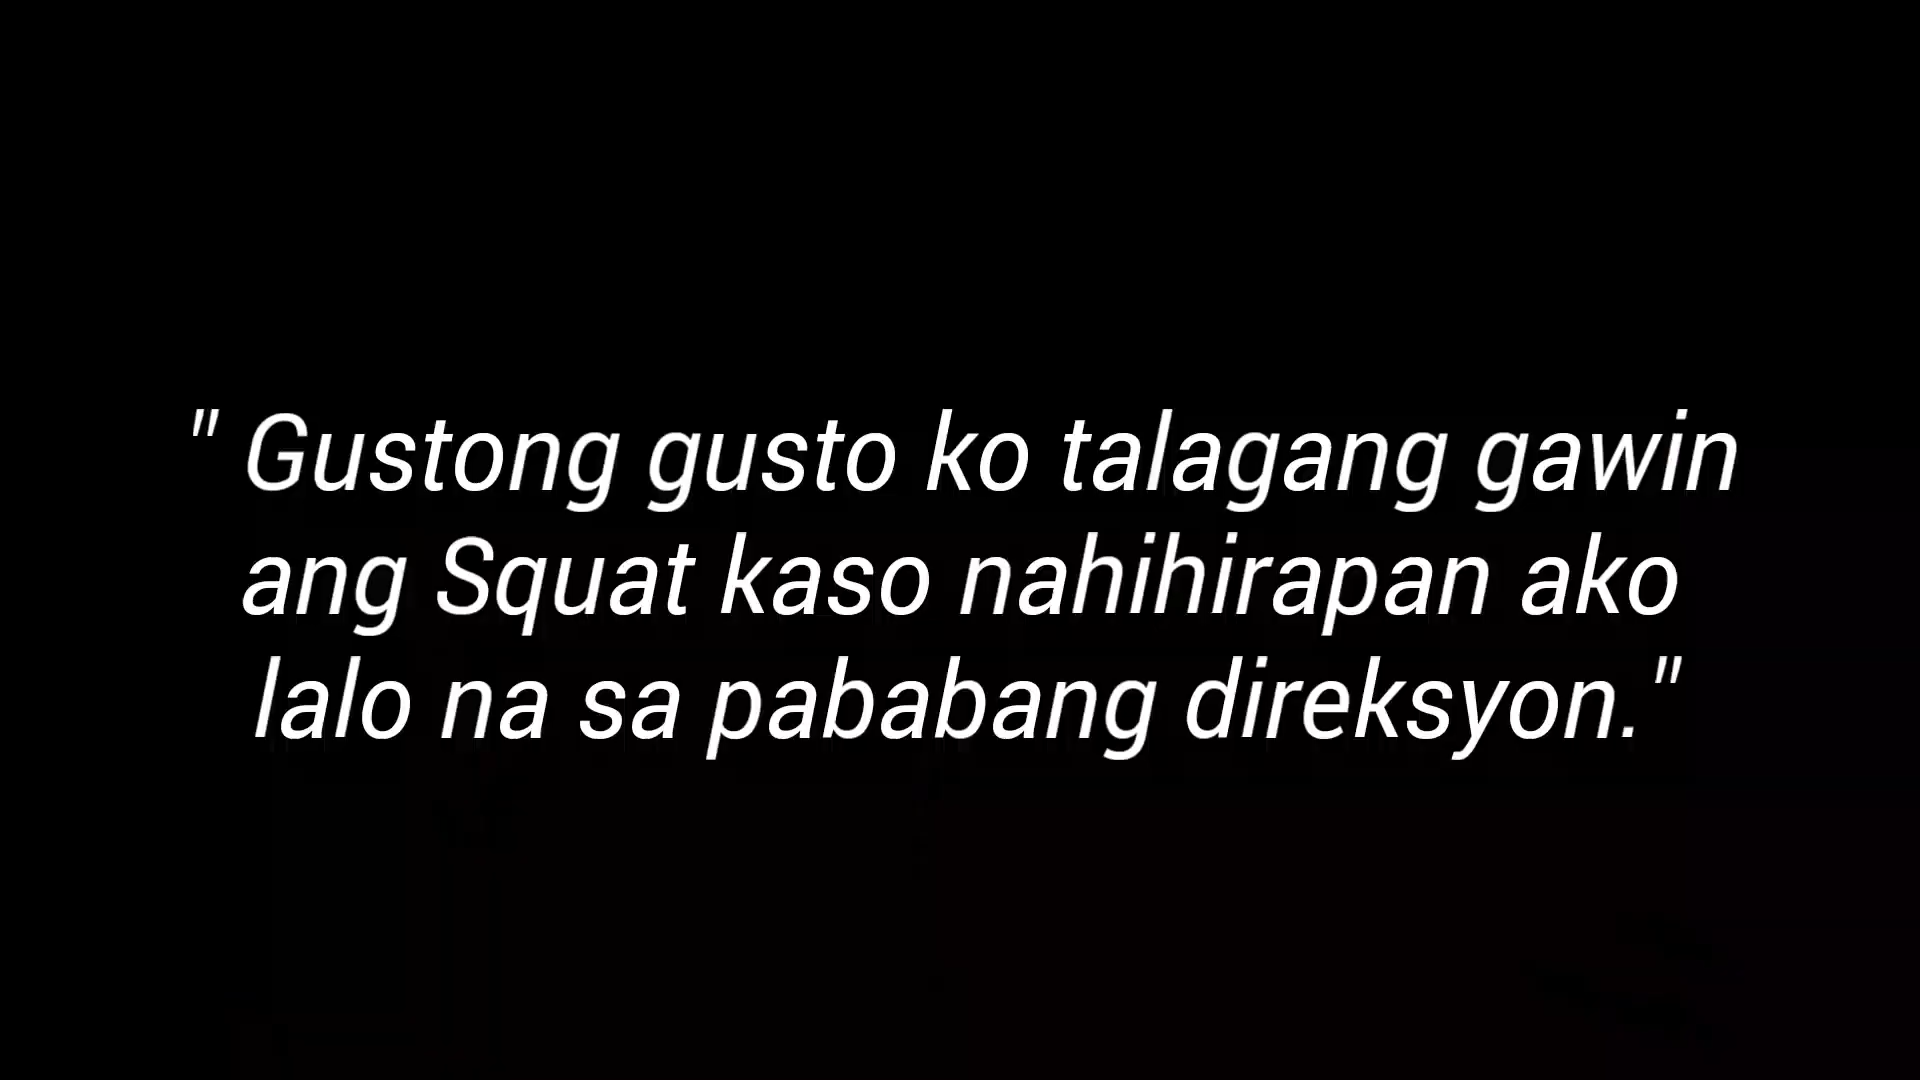 " Gustong gusto ko talagang gawin
ang Squat kaso nahihirapan ako
lalo na sa pababang direksyon."